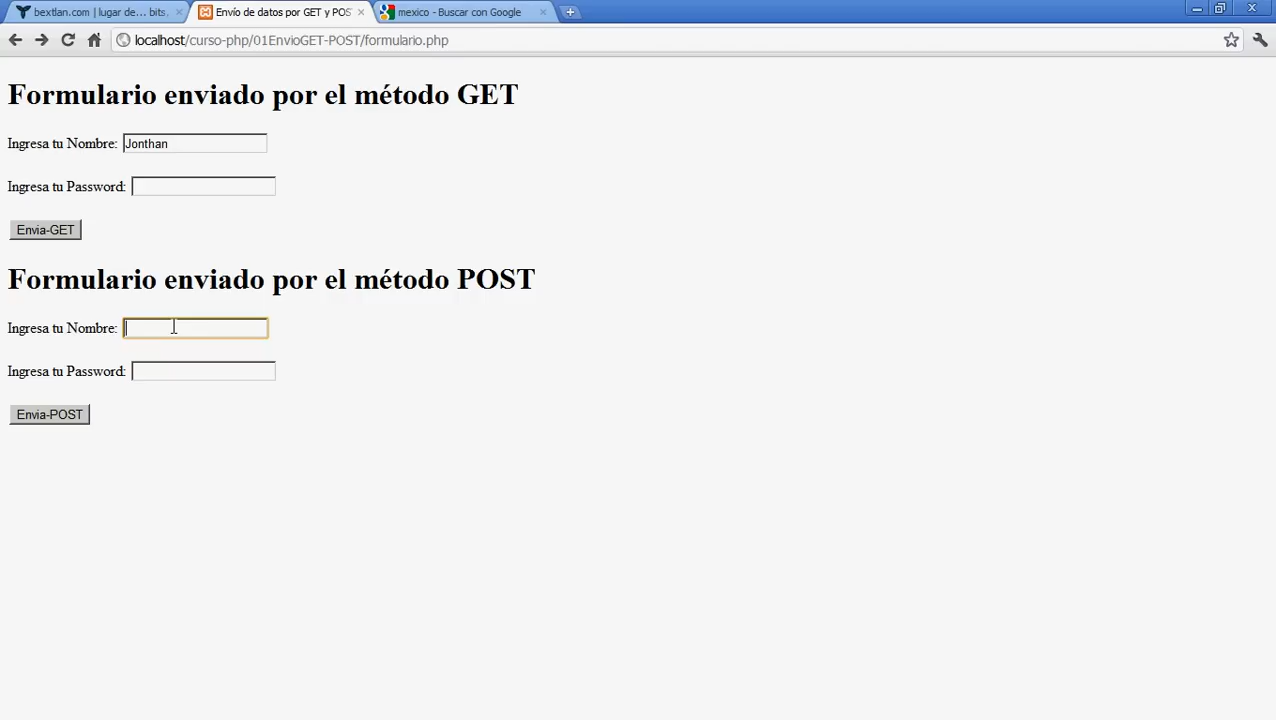 bextlan.com | lugar de... bits.
Envío de datos por GET y POS
mexico - Buscar con Google
localhost/curso-php/01EnvioGET-POST/formulario.php
Formulario enviado por el método GET
Ingresa tu Nombre: Jonthan
Ingresa tu Password:
Envia-GET
Formulario enviado por el método POST
Ingresa tu Nombre:
Ingresa tu Password:
Envia-POST